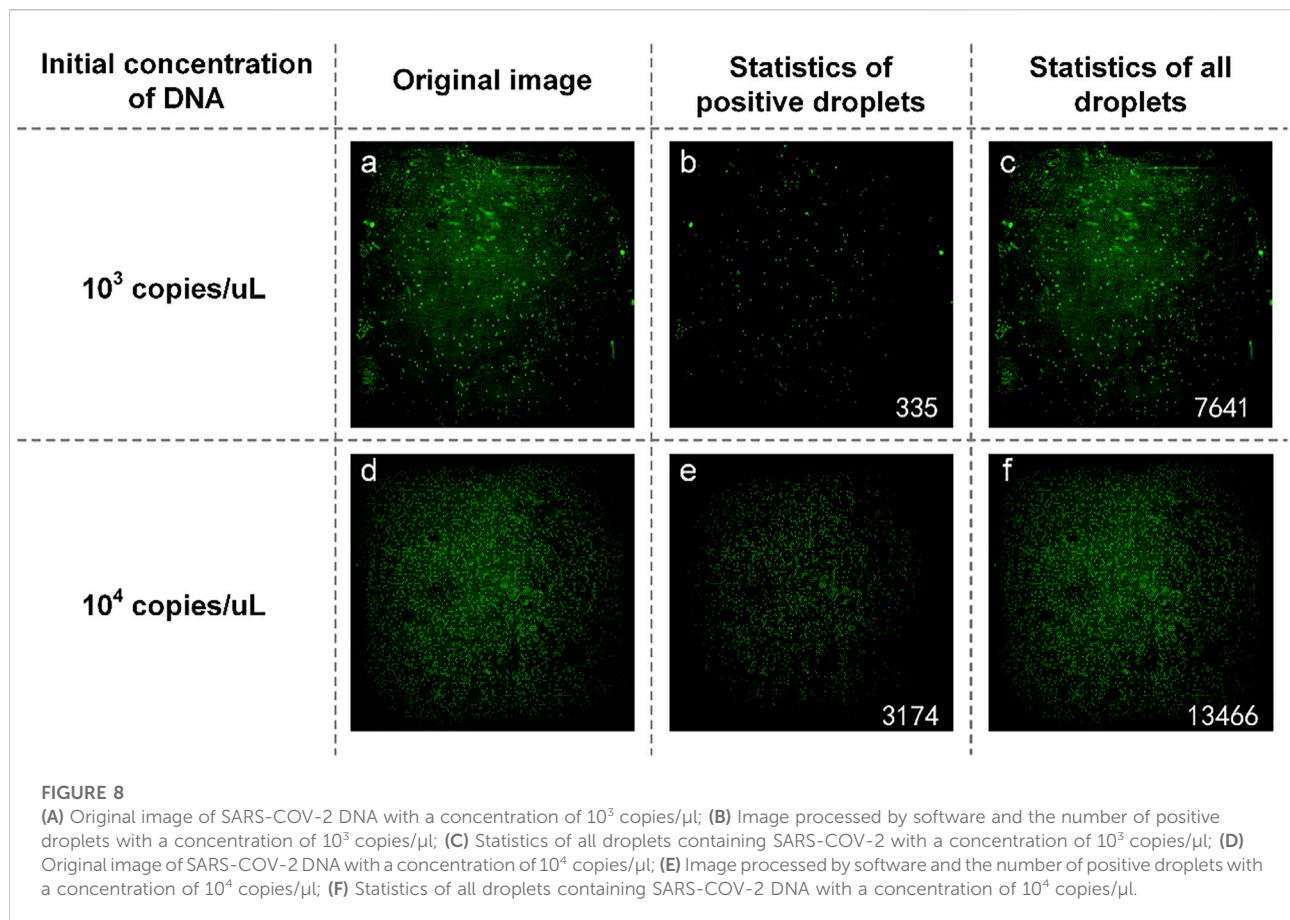 Initial concentration
of DNA
Original image
Statistics of
positive droplets
Statistics of all
droplets
10³ copies/uL
a
b
335
c
7641
10⁴ copies/uL
d
e
3174
f
13466
FIGURE 8
(A) Original image of SARS-COV-2 DNA with a concentration of 10³ copies/µl; (B) Image processed by software and the number of positive
droplets with a concentration of 10³ copies/µl; (C) Statistics of all droplets containing SARS-COV-2 with a concentration of 10³ copies/µl; (D)
Original image of SARS-COV-2 DNA with a concentration of 10⁴ copies/µl; (E) Image processed by software and the number of positive droplets with
a concentration of 10⁴ copies/µl; (F) Statistics of all droplets containing SARS-COV-2 DNA with a concentration of 10⁴ copies/µl.